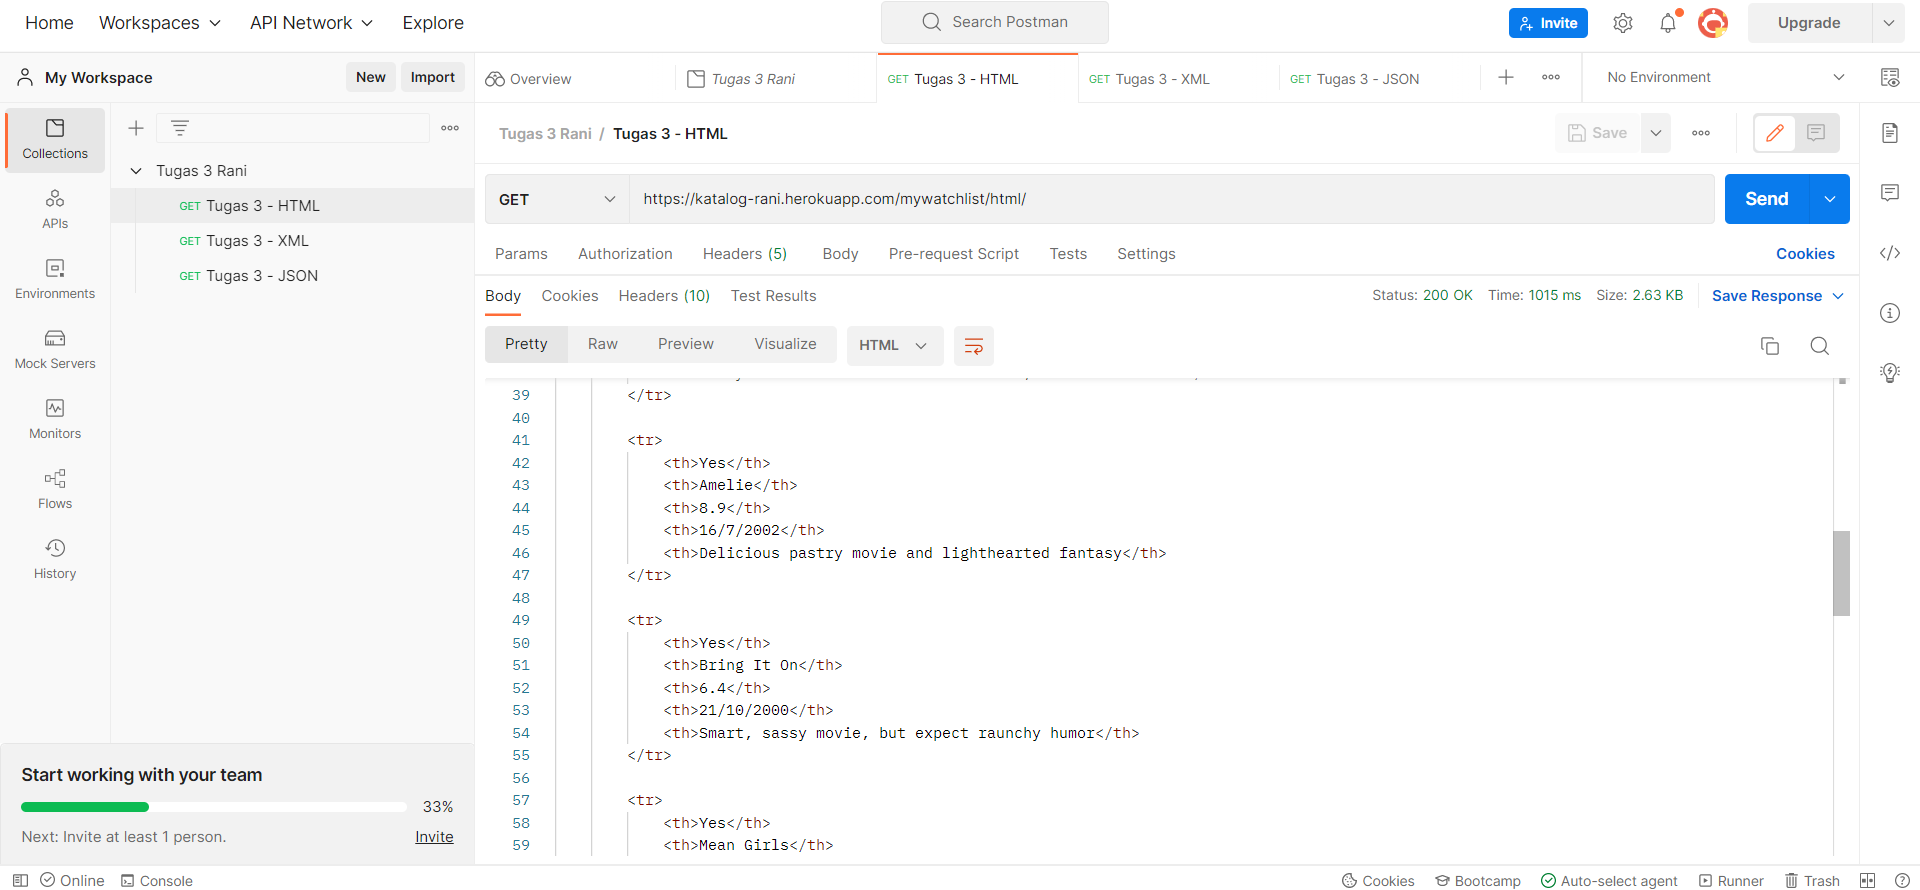 Home Workspaces API Network Explore Search Postman Invite Upgrade
My Workspace New Import Overview Tugas 3 Rani GET Tugas 3 - HTML GET Tugas 3 - XML GET Tugas 3 - JSON No Environment
Collections
APIs
Environments
Mock Servers
Monitors
Flows
History
Tugas 3 Rani
GET Tugas 3 - HTML
GET Tugas 3 - XML
GET Tugas 3 - JSON
Start working with your team
33%
Next: Invite at least 1 person. Invite
Tugas 3 Rani / Tugas 3 - HTML Save
GET https://katalog-rani.herokuapp.com/mywatchlist/html/ Send
Params Authorization Headers (5) Body Pre-request Script Tests Settings Cookies
Body Cookies Headers (10) Test Results Status: 200 OK Time: 1015 ms Size: 2.63 KB Save Response
Pretty Raw Preview Visualize HTML
39 </tr>
40
41 <tr>
42 <th>Yes</th>
43 <th>Amelie</th>
44 <th>8.9</th>
45 <th>16/7/2002</th>
46 <th>Delicious pastry movie and lighthearted fantasy</th>
47 </tr>
48
49 <tr>
50 <th>Yes</th>
51 <th>Bring It On</th>
52 <th>6.4</th>
53 <th>21/10/2000</th>
54 <th>Smart, sassy movie, but expect raunchy humor</th>
55 </tr>
56
57 <tr>
58 <th>Yes</th>
59 <th>Mean Girls</th>
Online Console Cookies Bootcamp Auto-select agent Runner Trash